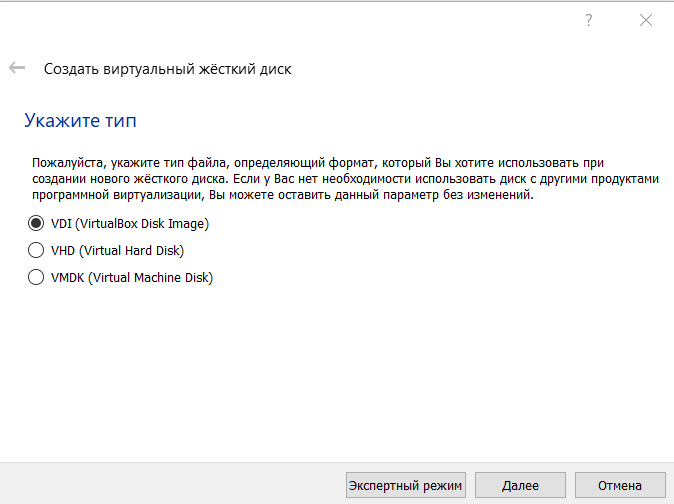 ?
Создать виртуальный жёсткий диск
Укажите тип
Пожалуйста, укажите тип файла, определяющий формат, который Вы хотите использовать при
создании нового жёсткого диска. Если у Вас нет необходимости использовать диск с другими продуктами
программной виртуализации, Вы можете оставить данный параметр без изменений.
VDI (VirtualBox Disk Image)
VHD (Virtual Hard Disk)
VMDK (Virtual Machine Disk)
Экспертный режим Далее Отмена